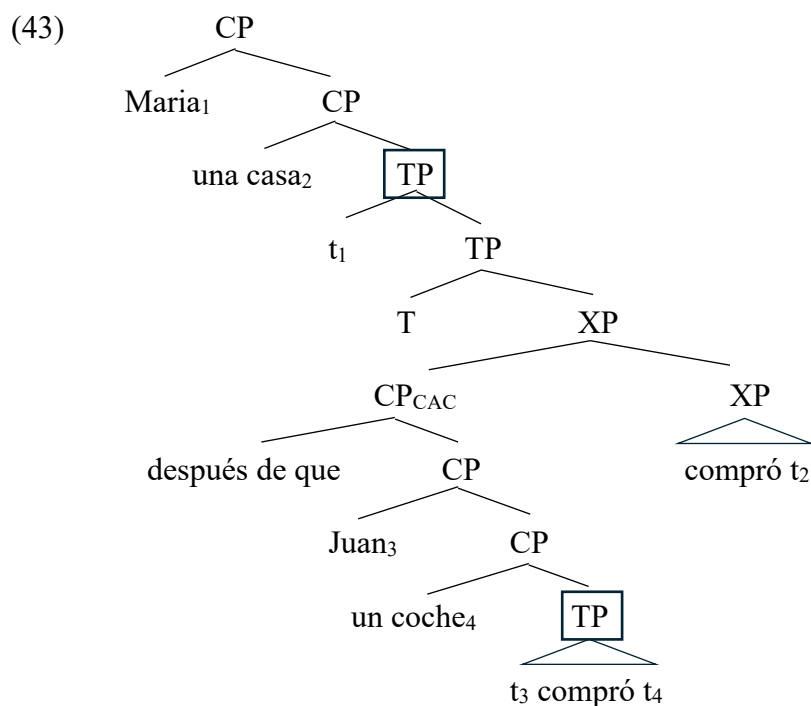 (43) CP
Maria₁ CP
una casa₂ TP
t₁ TP
T XP
CP_CAC XP
después de que CP compró t₂
Juan₃ CP
un coche₄ TP
t₃ compró t₄